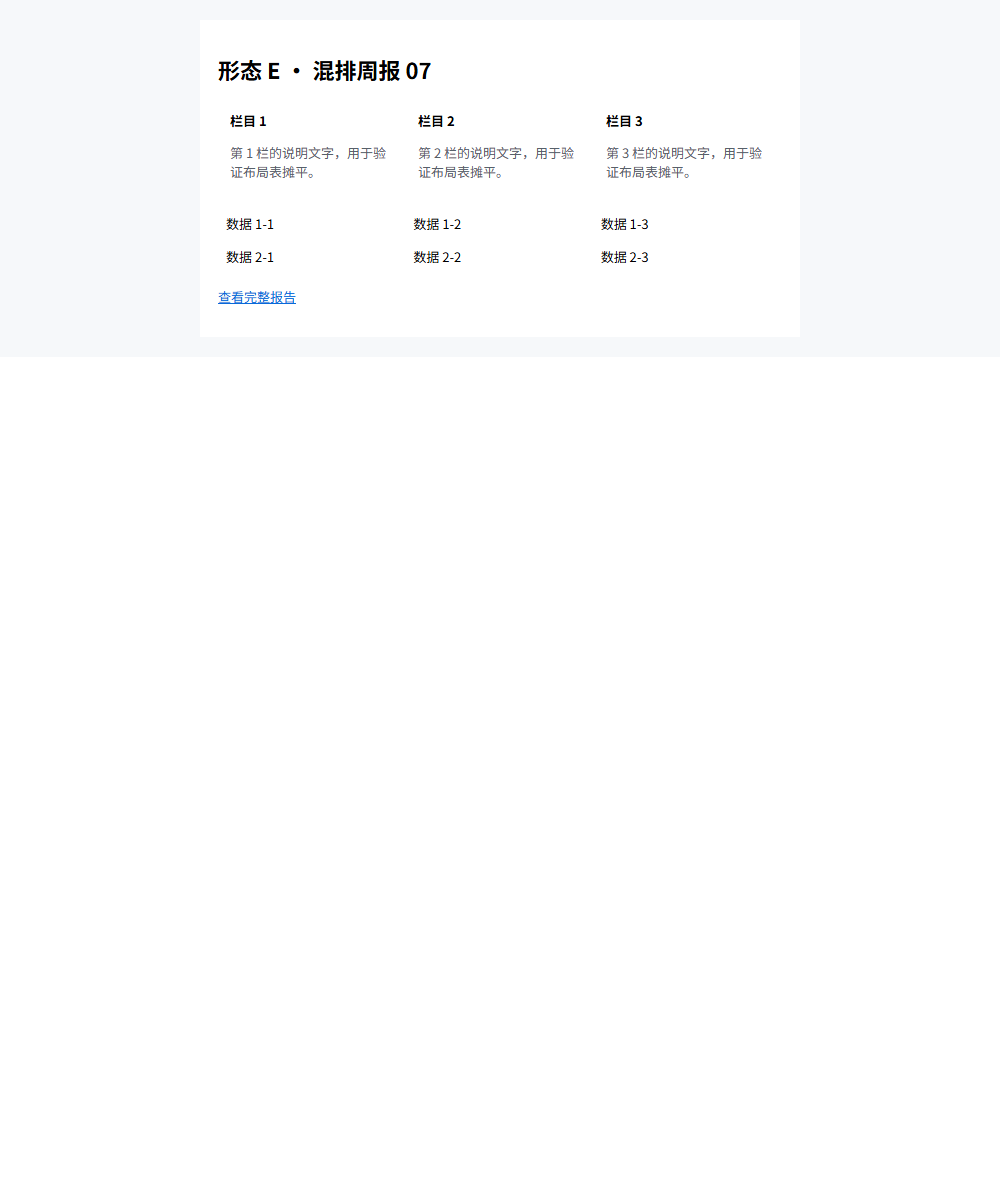 形态 E · 混排周报 07
栏目 1
第 1 栏的说明文字，用于验
证布局表摊平。
栏目 2
第 2 栏的说明文字，用于验
证布局表摊平。
栏目 3
第 3 栏的说明文字，用于验
证布局表摊平。
数据 1-1 数据 1-2 数据 1-3
数据 2-1 数据 2-2 数据 2-3
查看完整报告